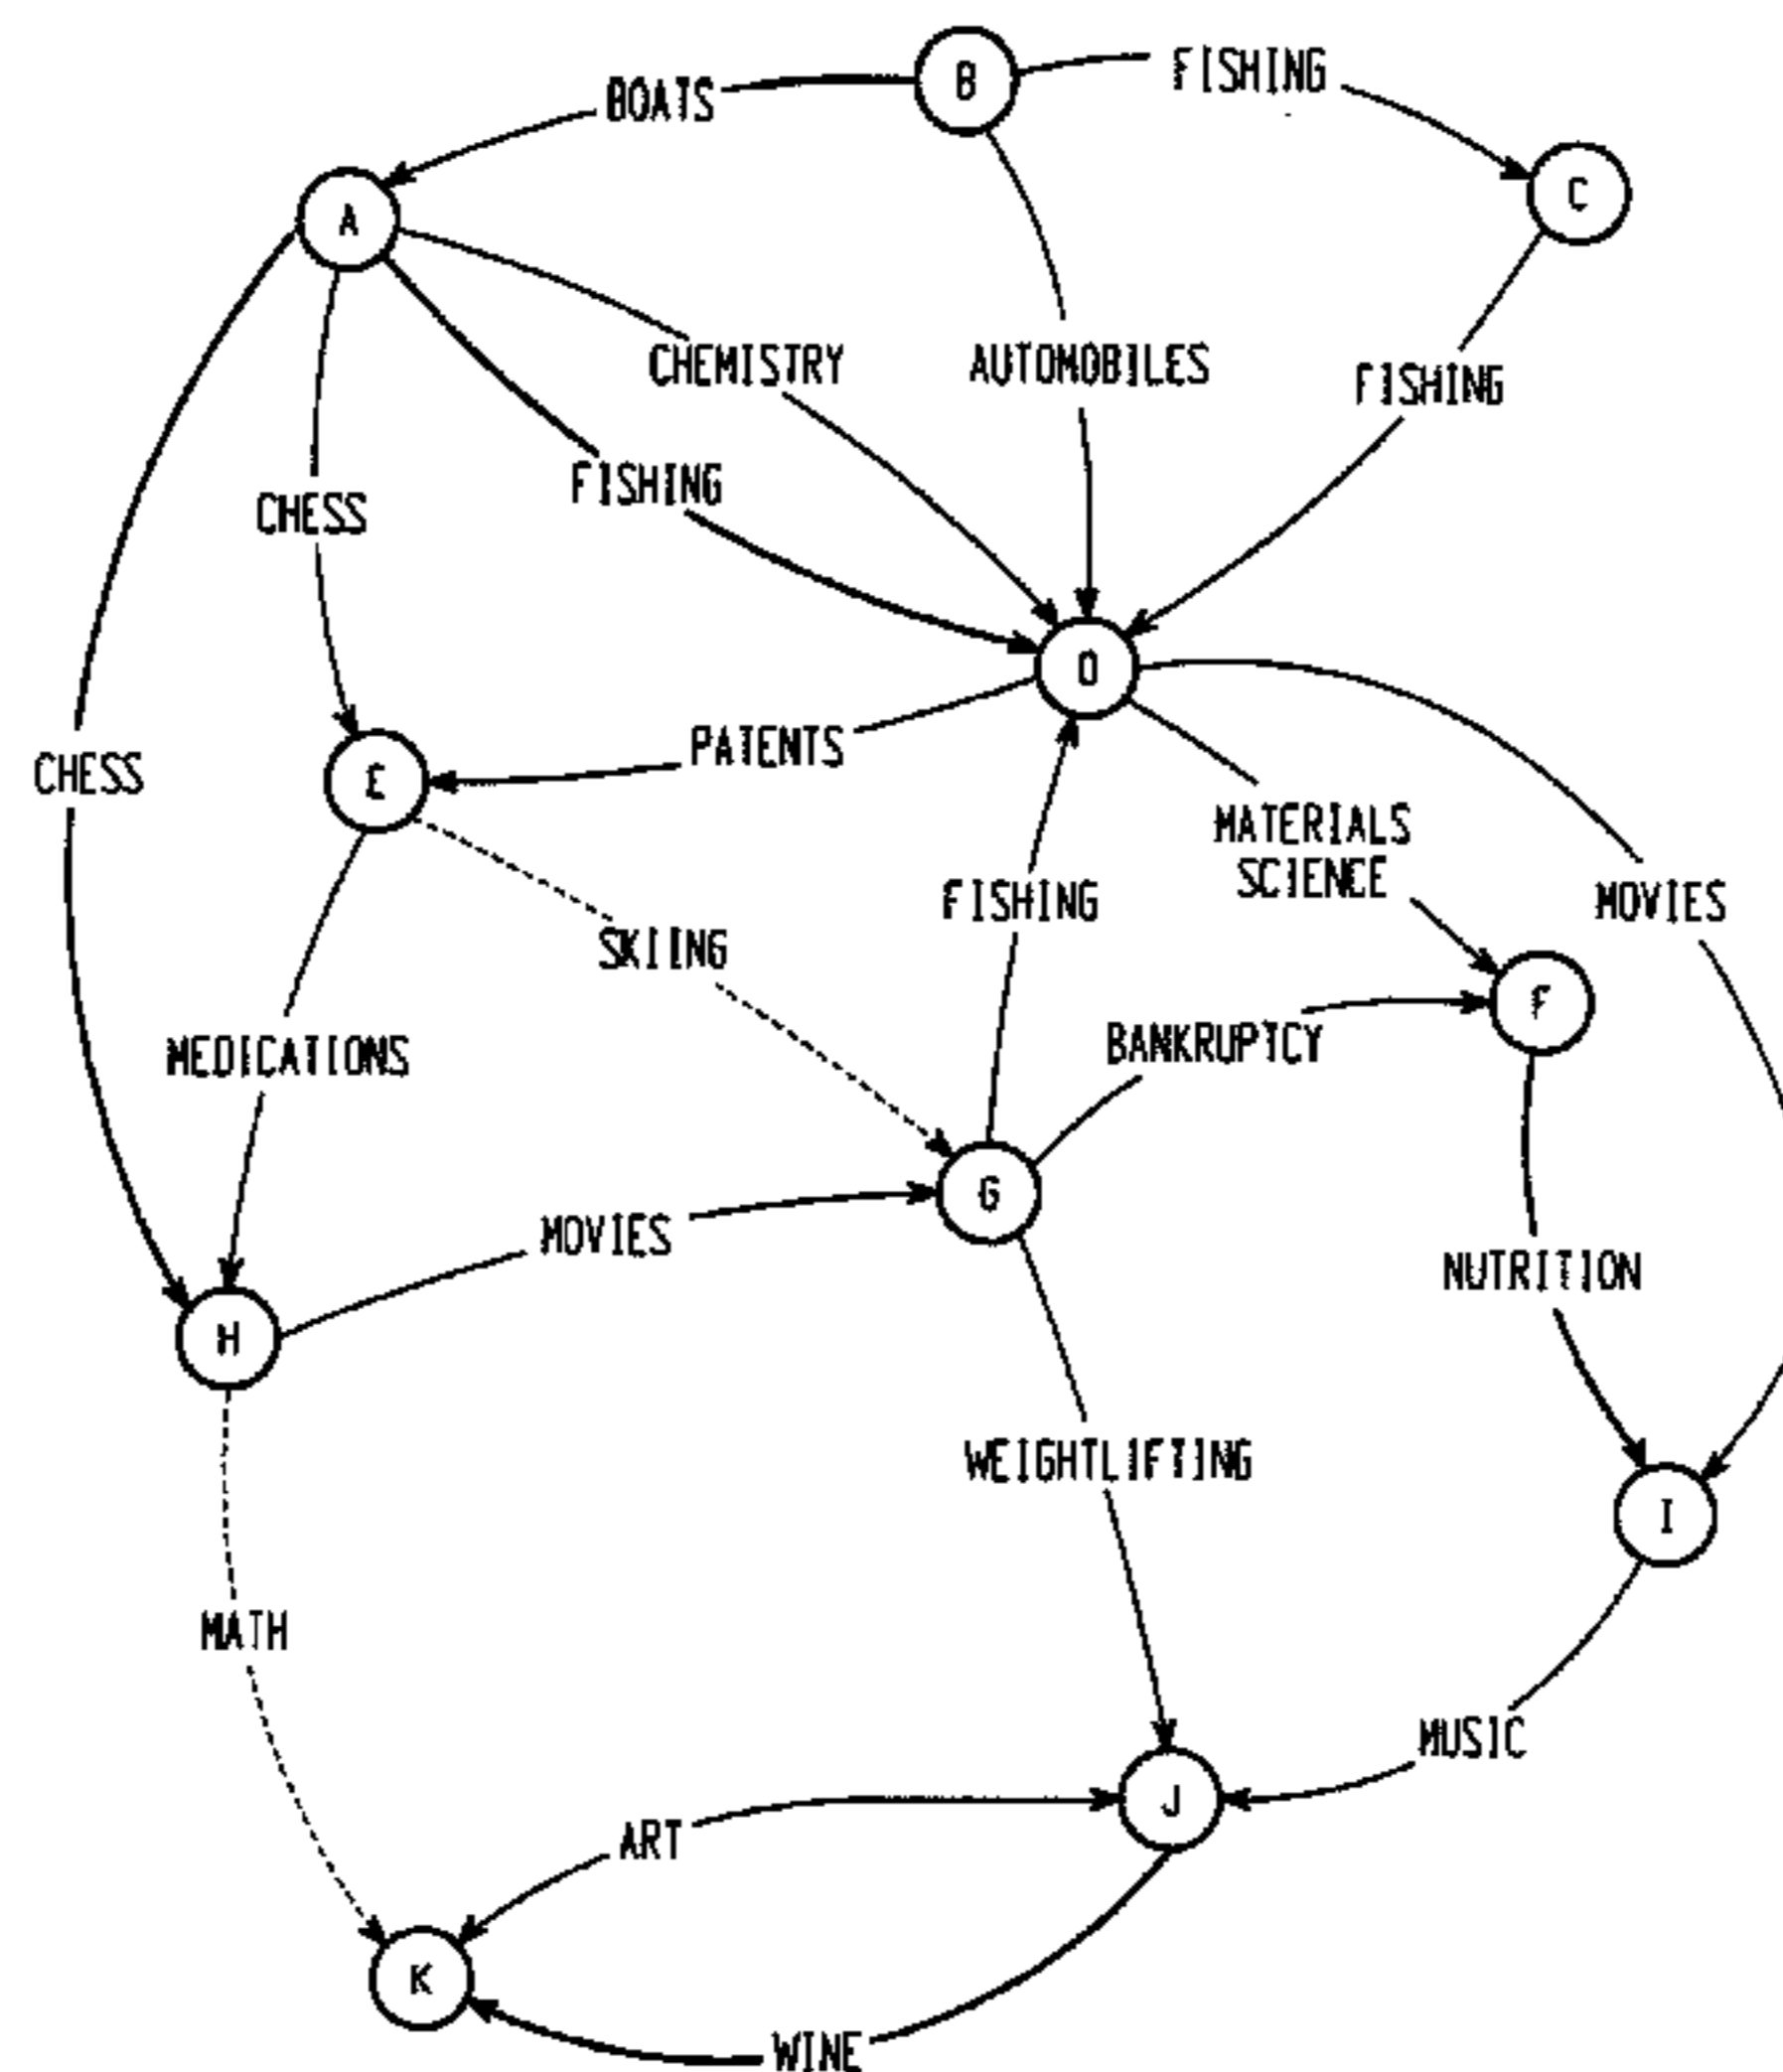 B
FISHING
BOATS
C
A
CHEMISTRY
AUTOMOBILES
FISHING
FISHING
CHESS
O
PATENTS
CHESS
E
MATERIALS
SCIENCE
MOVIES
FISHING
SKIING
F
BANKRUPTCY
MEDICATIONS
G
MOVIES
NUTRITION
H
WEIGHTLIFTING
I
MATH
MUSIC
J
ART
K
WINE